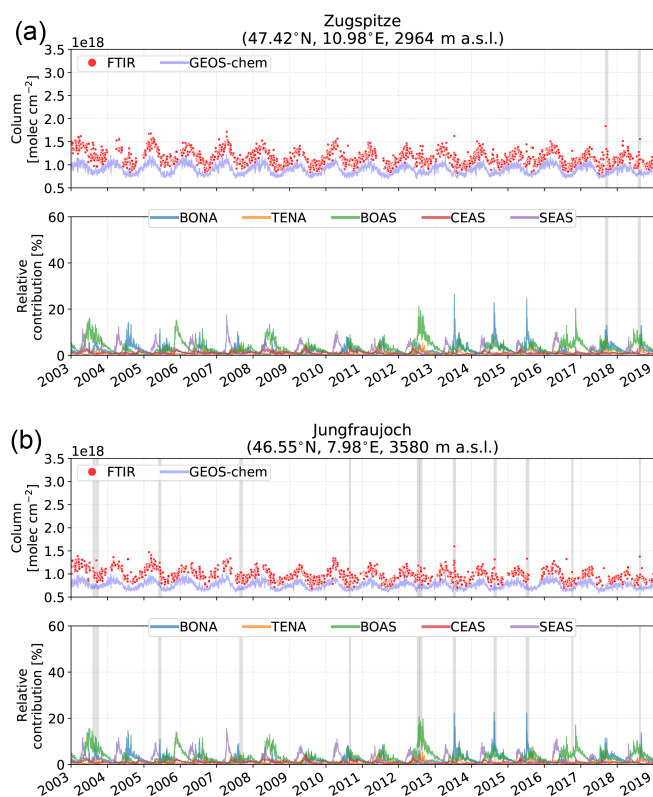 (a)
Zugspitze
(47.42°N, 10.98°E, 2964 m a.s.l.)
1e18
3.5
3.0
2.5
2.0
1.5
1.0
0.5
Column
[molec cm⁻²]
FTIR GEOS-chem
60
40
20
0
Relative
contribution [%]
BONA TENA BOAS CEAS SEAS
2003 2004 2005 2006 2007 2008 2009 2010 2011 2012 2013 2014 2015 2016 2017 2018 2019
(b)
Jungfraujoch
(46.55°N, 7.98°E, 3580 m a.s.l.)
1e18
3.5
3.0
2.5
2.0
1.5
1.0
0.5
Column
[molec cm⁻²]
FTIR GEOS-chem
60
40
20
0
Relative
contribution [%]
BONA TENA BOAS CEAS SEAS
2003 2004 2005 2006 2007 2008 2009 2010 2011 2012 2013 2014 2015 2016 2017 2018 2019